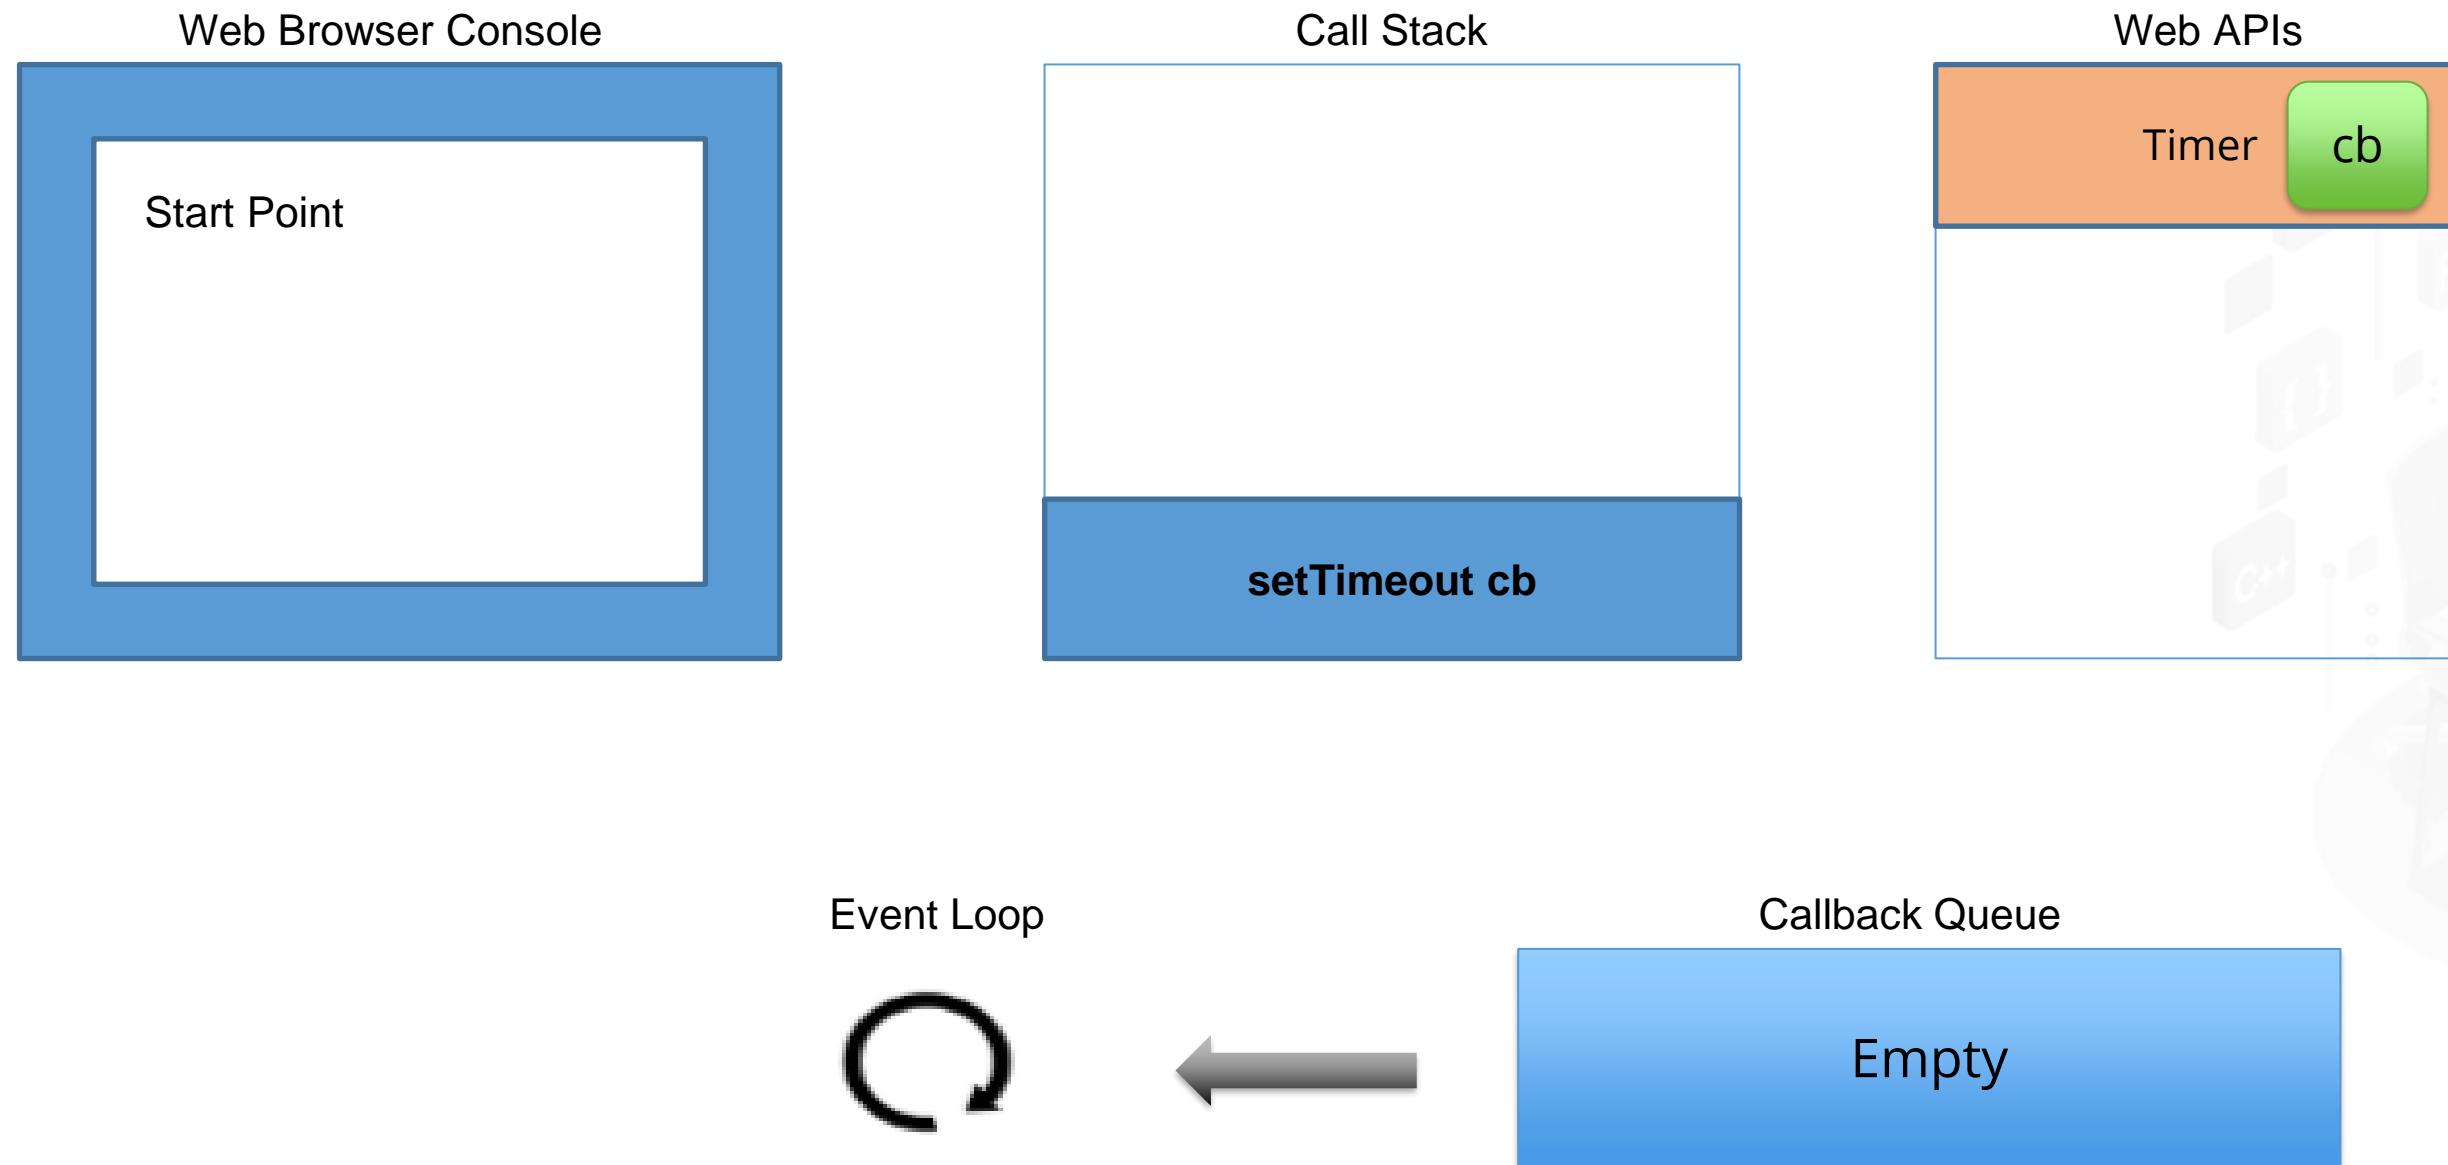 Web Browser Console
Call Stack
Web APIs
Start Point
Timer
cb
setTimeout cb
{ }
C++
Event Loop
Callback Queue
Empty